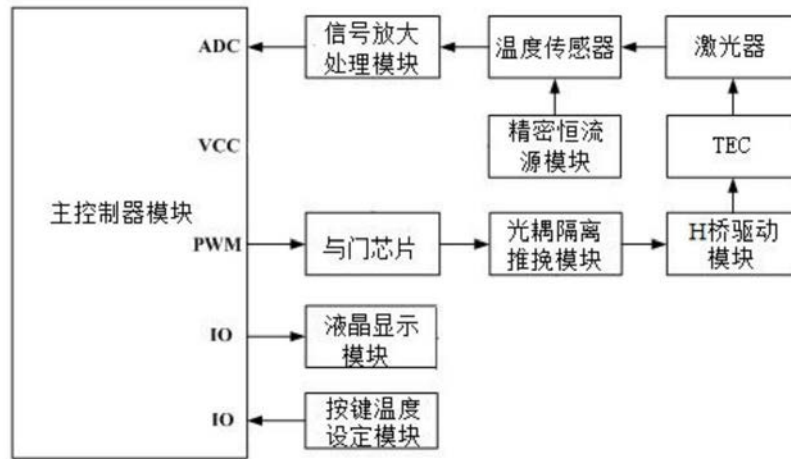 ADC
信号放大
处理模块
温度传感器
激光器
VCC
精密恒流
源模块
TEC
主控制器模块
PWM
与门芯片
光耦隔离
推挽模块
H桥驱动
模块
IO
液晶显示
模块
IO
按键温度
设定模块